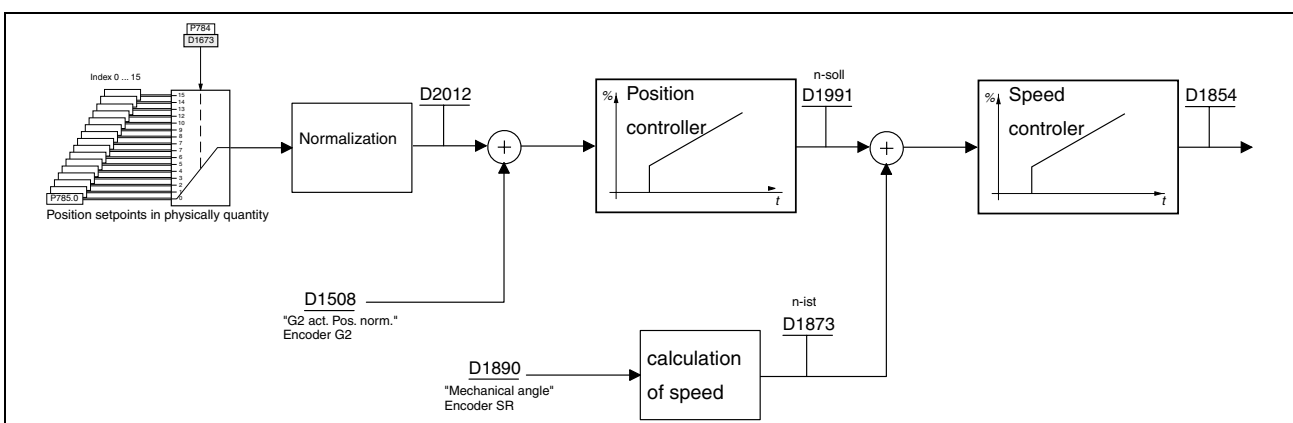 P784
D1673
Index 0 ... 15
15
14
13
12
10
9
8
7
7
6
5
4
3
2
1
0
P785.0
Position setpoints in physically quantity
Normalization
D2012
%
Position
controller
t
n-soll
D1991
%
Speed
controler
t
D1854
D1508
"G2 act. Pos. norm."
Encoder G2
D1890
"Mechanical angle"
Encoder SR
calculation
of speed
n-ist
D1873